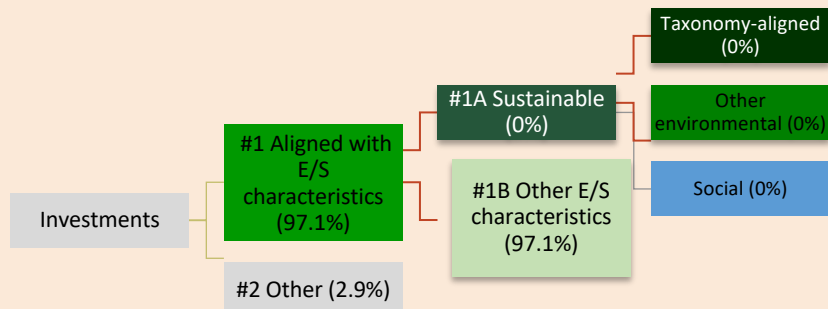 Taxonomy-aligned
(0%)
#1A Sustainable
(0%)
Other
environmental (0%)
#1 Aligned with
E/S
characteristics
(97.1%)
#1B Other E/S
characteristics
(97.1%)
Social (0%)
Investments
#2 Other (2.9%)